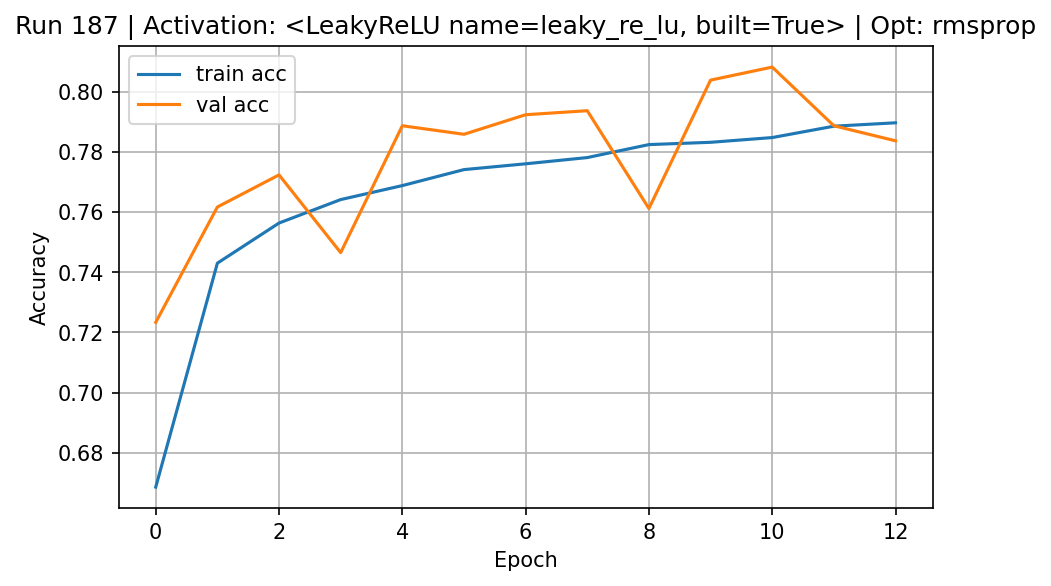 Run 187 | Activation: <LeakyReLU name=leaky_re_lu, built=True> | Opt: rmsprop
train acc
val acc
0.80
0.78
0.76
0.74
0.72
0.70
0.68
Accuracy
0 2 4 6 8 10 12
Epoch